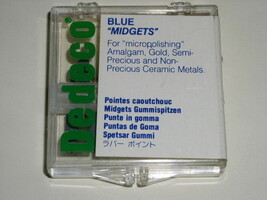 Dedeco
BLUE
"MIDGETS"
For "micropolishing"
Amalgam, Gold, Semi-
Precious and Non-
Precious Ceramic Metals.
Pointes caoutchouc
Midgets Gummispitzen
Punte in gomma
Puntas de Goma
Spetsar Gummi
ラバー ポイント